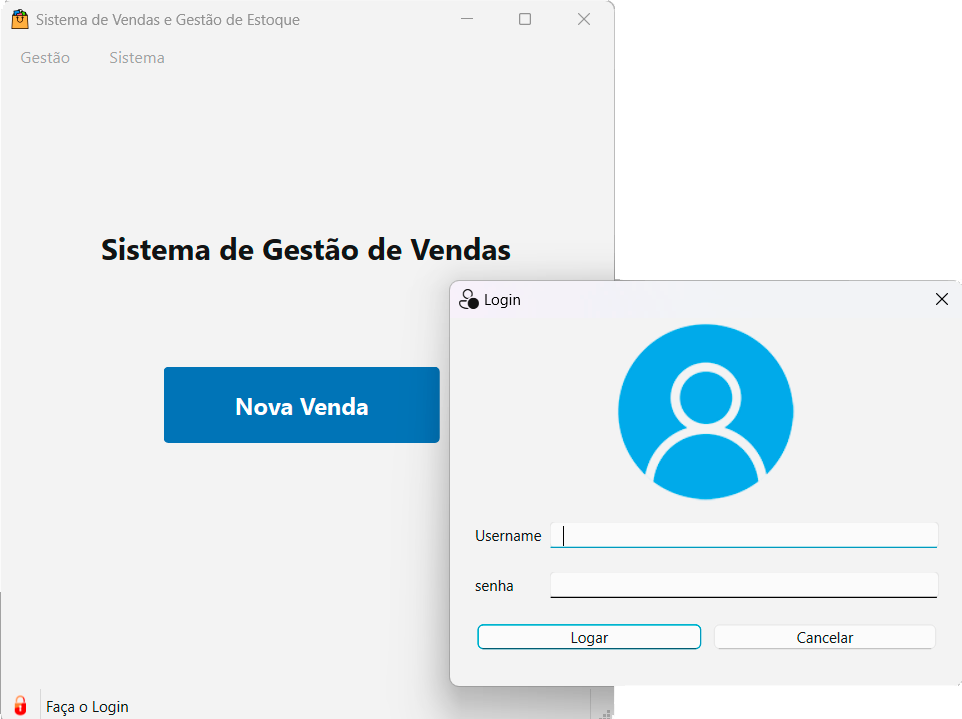 Sistema de Vendas e Gestão de Estoque
Gestão Sistema
Sistema de Gestão de Vendas
Nova Venda
Login
Username
senha
Logar Cancelar
Faça o Login